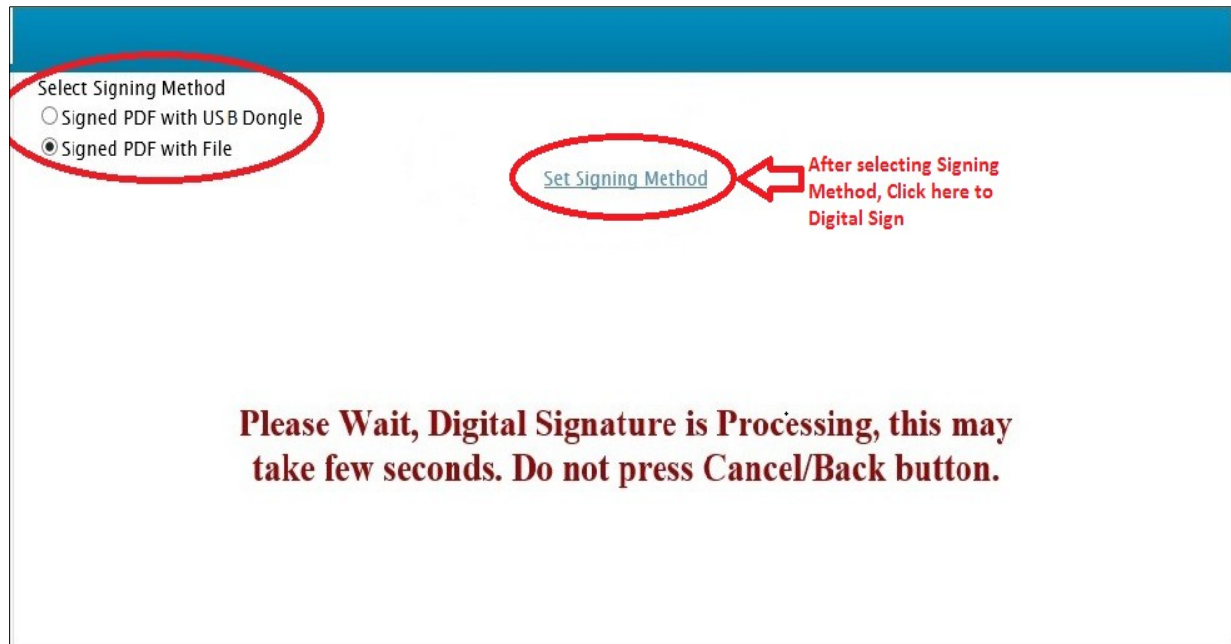 Select Signing Method
Signed PDF with USB Dongle
Signed PDF with File
Set Signing Method
After selecting Signing
Method, Click here to
Digital Sign
Please Wait, Digital Signature is Processing, this may
take few seconds. Do not press Cancel/Back button.